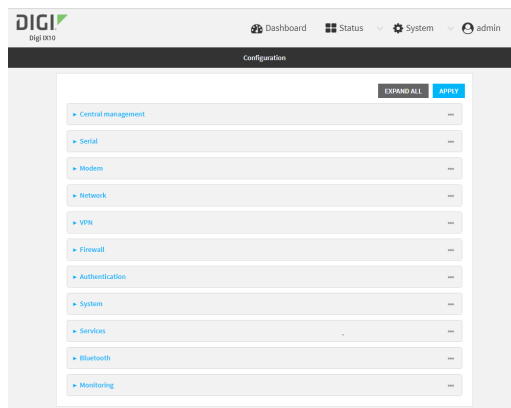 DIGI
Digi IX10
Dashboard
Status
System
admin
Configuration
EXPAND ALL
APPLY
Central management
Serial
Modem
Network
VPN
Firewall
Authentication
System
Services
Bluetooth
Monitoring